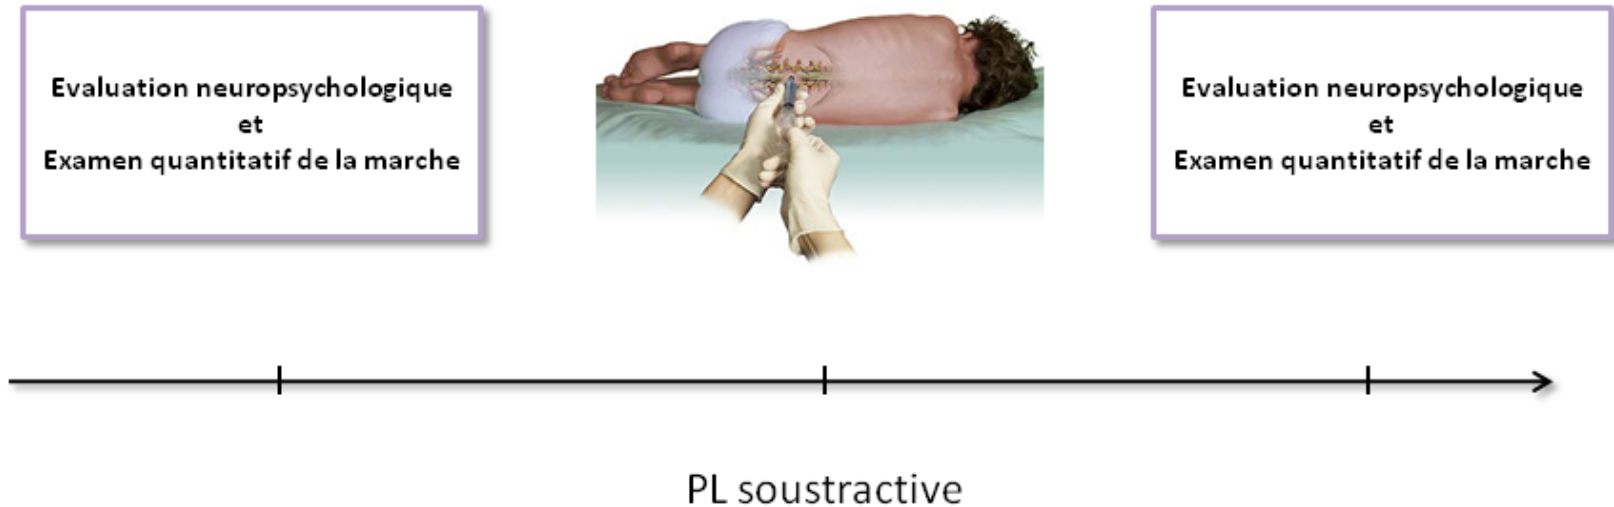 Evaluation neuropsychologique
et
Examen quantitatif de la marche
Evaluation neuropsychologique
et
Examen quantitatif de la marche
PL soustractive